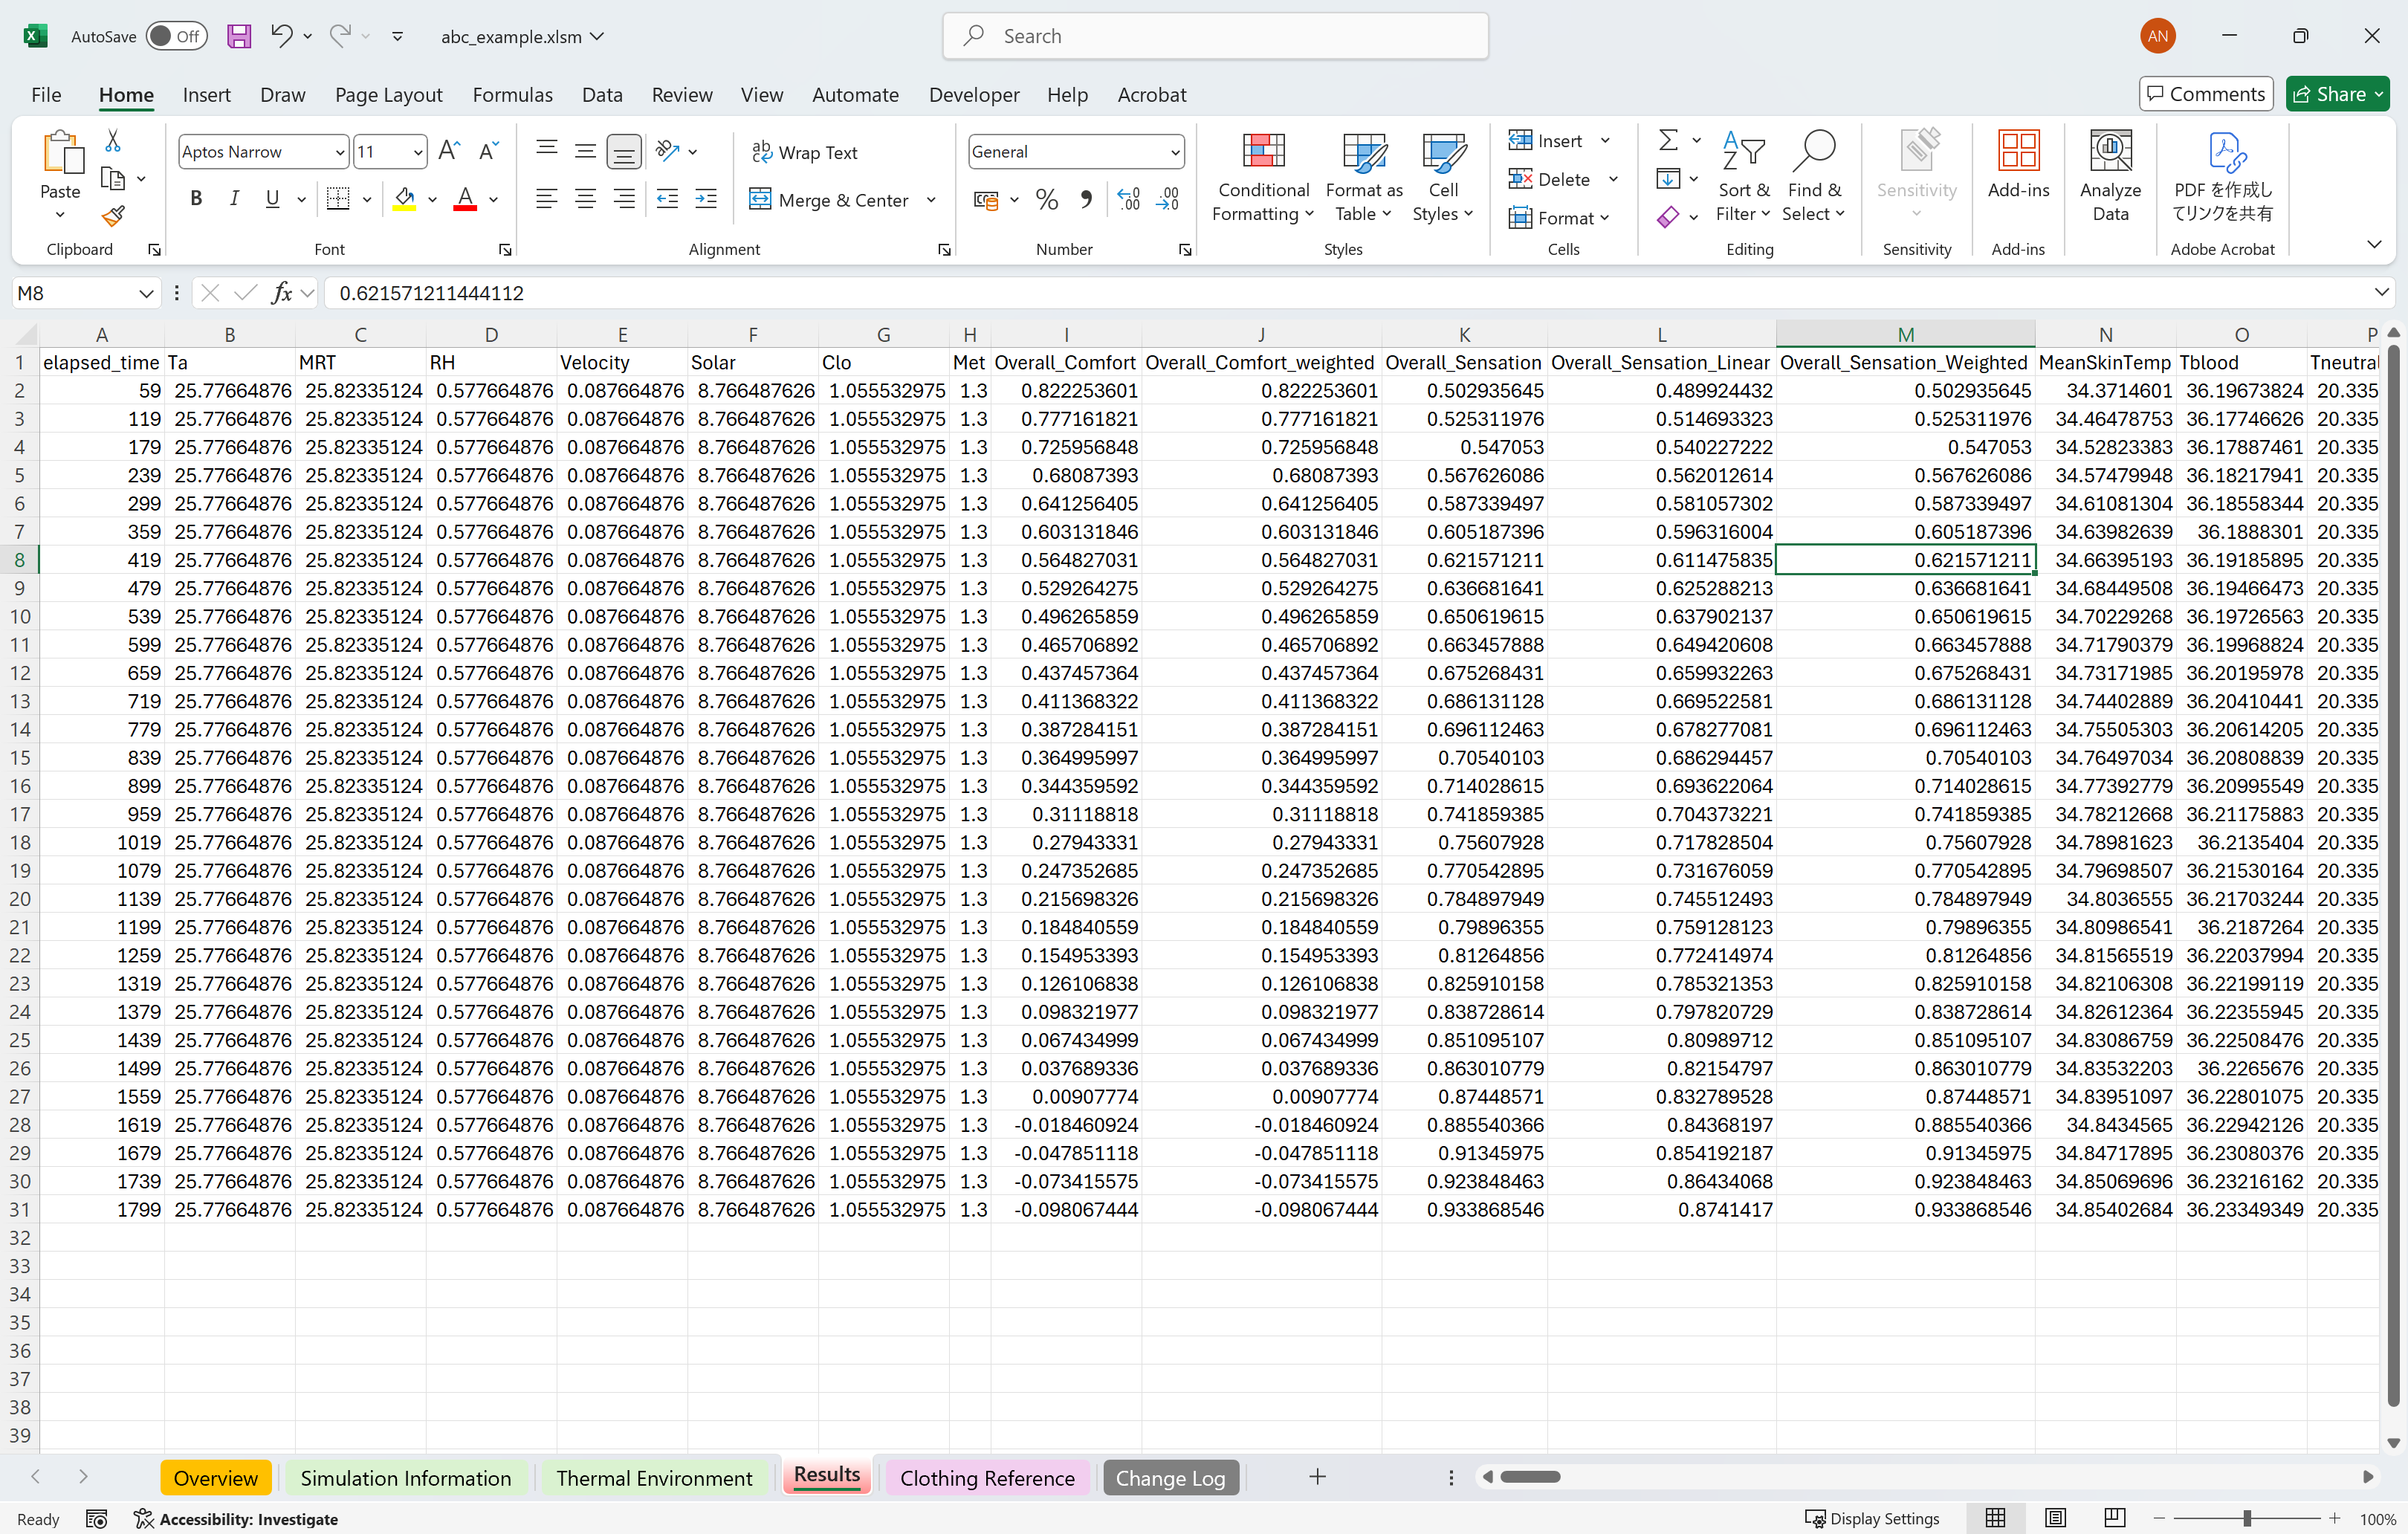 AutoSave Off abc_example.xlsm Search AN
File Home Insert Draw Page Layout Formulas Data Review View Automate Developer Help Acrobat Comments Share
Paste Aptos Narrow 11 Wrap Text General Conditional Formatting Format as Table Cell Styles Insert Sort & Filter Find & Select Sensitivity Add-ins Analyze Data PDF を作成してリンクを共有
B I U Merge & Center Delete
Format
Clipboard Font Alignment Number Styles Cells Editing Sensitivity Add-ins Adobe Acrobat
M8 fx 0.621571211444112
A B C D E F G H I J K L M N O P
1 elapsed_time Ta MRT RH Velocity Solar Clo Met Overall_Comfort Overall_Comfort_weighted Overall_Sensation Overall_Sensation_Linear Overall_Sensation_Weighted MeanSkinTemp Tblood Tneutral
2 59 25.77664876 25.82335124 0.577664876 0.087664876 8.766487626 1.055532975 1.3 0.822253601 0.822253601 0.502935645 0.489924432 0.502935645 34.3714601 36.19673824 20.335
3 119 25.77664876 25.82335124 0.577664876 0.087664876 8.766487626 1.055532975 1.3 0.777161821 0.777161821 0.525311976 0.514693323 0.525311976 34.46478753 36.17746626 20.335
4 179 25.77664876 25.82335124 0.577664876 0.087664876 8.766487626 1.055532975 1.3 0.725956848 0.725956848 0.547053 0.540227222 0.547053 34.52823383 36.17887461 20.335
5 239 25.77664876 25.82335124 0.577664876 0.087664876 8.766487626 1.055532975 1.3 0.68087393 0.68087393 0.567626086 0.562012614 0.567626086 34.57479948 36.18217941 20.335
6 299 25.77664876 25.82335124 0.577664876 0.087664876 8.766487626 1.055532975 1.3 0.641256405 0.641256405 0.587339497 0.581057302 0.587339497 34.61081304 36.18558344 20.335
7 359 25.77664876 25.82335124 0.577664876 0.087664876 8.766487626 1.055532975 1.3 0.603131846 0.603131846 0.605187396 0.596316004 0.605187396 34.63982639 36.1888301 20.335
8 419 25.77664876 25.82335124 0.577664876 0.087664876 8.766487626 1.055532975 1.3 0.564827031 0.564827031 0.621571211 0.611475835 0.621571211 34.66395193 36.19185895 20.335
9 479 25.77664876 25.82335124 0.577664876 0.087664876 8.766487626 1.055532975 1.3 0.529264275 0.529264275 0.636681641 0.625288213 0.636681641 34.68449508 36.19466473 20.335
10 539 25.77664876 25.82335124 0.577664876 0.087664876 8.766487626 1.055532975 1.3 0.496265859 0.496265859 0.650619615 0.637902137 0.650619615 34.70229268 36.19726563 20.335
11 599 25.77664876 25.82335124 0.577664876 0.087664876 8.766487626 1.055532975 1.3 0.465706892 0.465706892 0.663457888 0.649420608 0.663457888 34.71790379 36.19968824 20.335
12 659 25.77664876 25.82335124 0.577664876 0.087664876 8.766487626 1.055532975 1.3 0.437457364 0.437457364 0.675268431 0.659932263 0.675268431 34.73171985 36.20195978 20.335
13 719 25.77664876 25.82335124 0.577664876 0.087664876 8.766487626 1.055532975 1.3 0.411368322 0.411368322 0.686131128 0.669522581 0.686131128 34.74402889 36.20410441 20.335
14 779 25.77664876 25.82335124 0.577664876 0.087664876 8.766487626 1.055532975 1.3 0.387284151 0.387284151 0.696112463 0.678277081 0.696112463 34.75505303 36.20614205 20.335
15 839 25.77664876 25.82335124 0.577664876 0.087664876 8.766487626 1.055532975 1.3 0.364995997 0.364995997 0.70540103 0.686294457 0.70540103 34.76497034 36.20808839 20.335
16 899 25.77664876 25.82335124 0.577664876 0.087664876 8.766487626 1.055532975 1.3 0.344359592 0.344359592 0.714028615 0.693622064 0.714028615 34.77392779 36.20995549 20.335
17 959 25.77664876 25.82335124 0.577664876 0.087664876 8.766487626 1.055532975 1.3 0.31118818 0.31118818 0.741859385 0.704373221 0.741859385 34.78212668 36.21175883 20.335
18 1019 25.77664876 25.82335124 0.577664876 0.087664876 8.766487626 1.055532975 1.3 0.27943331 0.27943331 0.75607928 0.717828504 0.75607928 34.78981623 36.2135404 20.335
19 1079 25.77664876 25.82335124 0.577664876 0.087664876 8.766487626 1.055532975 1.3 0.247352685 0.247352685 0.770542895 0.731676059 0.770542895 34.79698507 36.21530164 20.335
20 1139 25.77664876 25.82335124 0.577664876 0.087664876 8.766487626 1.055532975 1.3 0.215698326 0.215698326 0.784897949 0.745512493 0.784897949 34.8036555 36.21703244 20.335
21 1199 25.77664876 25.82335124 0.577664876 0.087664876 8.766487626 1.055532975 1.3 0.184840559 0.184840559 0.79896355 0.759128123 0.79896355 34.80986541 36.2187264 20.335
22 1259 25.77664876 25.82335124 0.577664876 0.087664876 8.766487626 1.055532975 1.3 0.154953393 0.154953393 0.81264856 0.772414974 0.81264856 34.81565519 36.22037994 20.335
23 1319 25.77664876 25.82335124 0.577664876 0.087664876 8.766487626 1.055532975 1.3 0.126106838 0.126106838 0.825910158 0.785321353 0.825910158 34.82106308 36.22199119 20.335
24 1379 25.77664876 25.82335124 0.577664876 0.087664876 8.766487626 1.055532975 1.3 0.098321977 0.098321977 0.838728614 0.797820729 0.838728614 34.82612364 36.22355945 20.335
25 1439 25.77664876 25.82335124 0.577664876 0.087664876 8.766487626 1.055532975 1.3 0.067434999 0.067434999 0.851095107 0.80989712 0.851095107 34.83086759 36.22508476 20.335
26 1499 25.77664876 25.82335124 0.577664876 0.087664876 8.766487626 1.055532975 1.3 0.037689336 0.037689336 0.863010779 0.82154797 0.863010779 34.83532203 36.2265676 20.335
27 1559 25.77664876 25.82335124 0.577664876 0.087664876 8.766487626 1.055532975 1.3 0.00907774 0.00907774 0.87448571 0.832789528 0.87448571 34.83951097 36.22801075 20.335
28 1619 25.77664876 25.82335124 0.577664876 0.087664876 8.766487626 1.055532975 1.3 -0.018460924 -0.018460924 0.885540366 0.84368197 0.885540366 34.8434565 36.22942126 20.335
29 1679 25.77664876 25.82335124 0.577664876 0.087664876 8.766487626 1.055532975 1.3 -0.047851118 -0.047851118 0.91345975 0.854192187 0.91345975 34.84717895 36.23080376 20.335
30 1739 25.77664876 25.82335124 0.577664876 0.087664876 8.766487626 1.055532975 1.3 -0.073415575 -0.073415575 0.923848463 0.86434068 0.923848463 34.85069696 36.23216162 20.335
31 1799 25.77664876 25.82335124 0.577664876 0.087664876 8.766487626 1.055532975 1.3 -0.098067444 -0.098067444 0.933868546 0.8741417 0.933868546 34.85402684 36.23349349 20.335
32
33
34
35
36
37
38
39
Overview Simulation Information Thermal Environment Results Clothing Reference Change Log
Ready Accessibility: Investigate Display Settings 100%